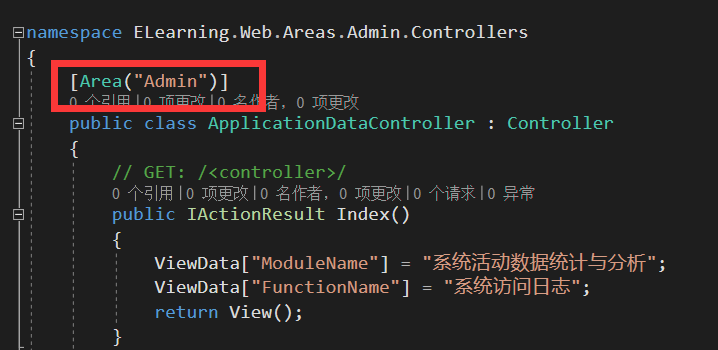 namespace ELearning.Web.Areas.Admin.Controllers
{
[Area("Admin")]
0 个引用|0 项更改|0 名作者，0 项更改
public class ApplicationDataController : Controller
{
// GET: /<controller>/
0 个引用|0 项更改|0 名作者，0 项更改|0 个请求|0 异常
public IActionResult Index()
{
ViewData["ModuleName"] = "系统活动数据统计与分析";
ViewData["FunctionName"] = "系统访问日志";
return View();
}